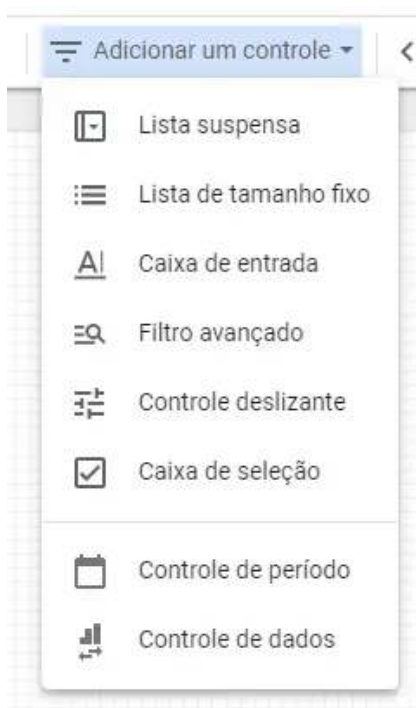 Adicionar um controle
Lista suspensa
Lista de tamanho fixo
Caixa de entrada
Filtro avançado
Controle deslizante
Caixa de seleção
Controle de período
Controle de dados